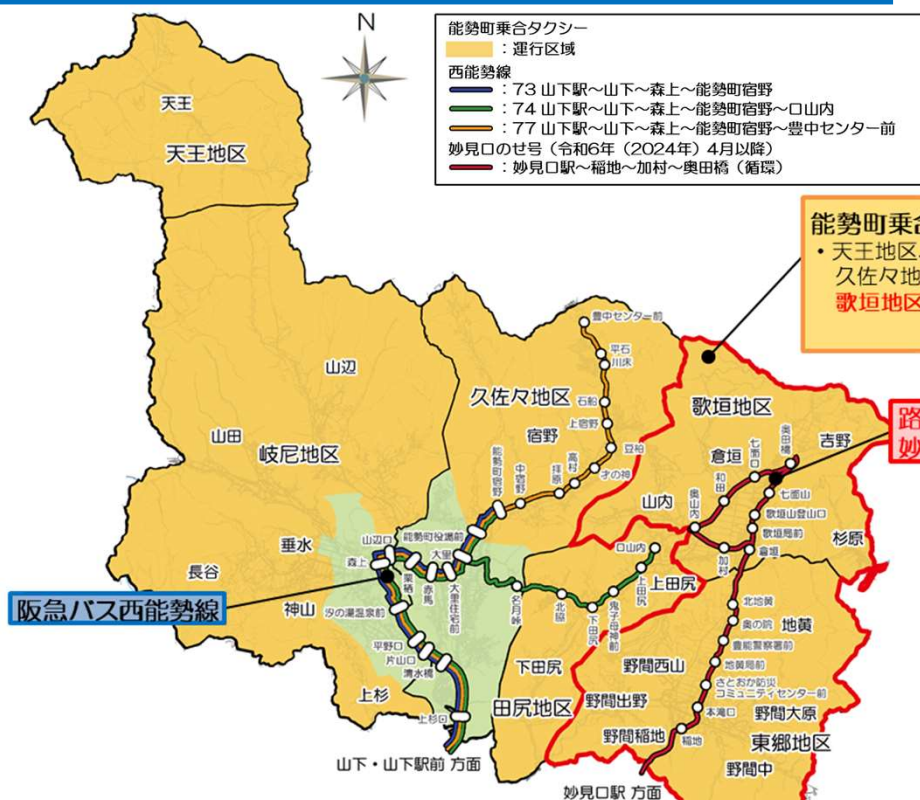 N
能勢町乗合タクシー
：運行区域
西能勢線
：73 山下駅～山下～森上～能勢町宿野
：74 山下駅～山下～森上～能勢町宿野～口山内
：77 山下駅～山下～森上～能勢町宿野～豊中センター前
妙見口のせ号（令和6年（2024年）4月以降）
：妙見口駅～稲地～加村～奥田橋（循環）
能勢町乗合
・天王地区
久佐々地
歌垣地区
路
妙
天王
天王地区
山辺
山田
岐尼地区
垂水
長谷
神山
上杉
阪急バス西能勢線
久佐々地区
宿野
豊中センター前
平石
川床
石船
上宿野
豆柏
才の神
高村
拝原
中宿野
能勢町宿野
能勢町役場前
大里
大里住宅前
赤馬
栗栖
山辺口
森上
汐の湯温泉前
平野口
片山口
清水橋
上杉口
山下・山下駅前 方面
名月峠
北脇
下田尻
鬼子母神前
上田尻
口山内
上田尻
下田尻
田尻地区
歌垣地区
倉垣
吉野
山内
杉原
奥田橋
七面口
和田
奥山内
加村
七面山
歌垣山登山口
歌垣局前
倉垣
北地黄
奥の院
地黄
豊能警察署前
地黄局前
さとおか防災
コミュニティセンター前
本滝口
稲地
野間西山
野間出野
野間稲地
野間大原
東郷地区
野間中
妙見口駅 方面